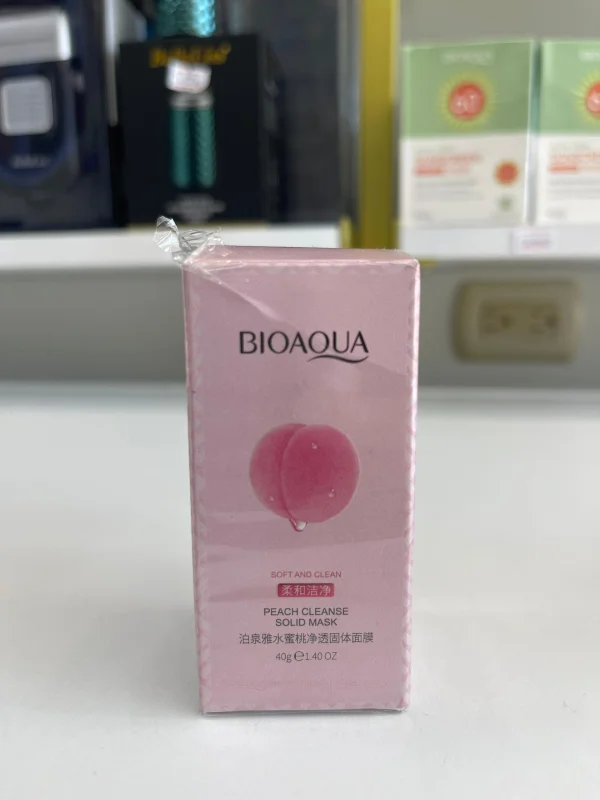 BIOAQUA
SOFT AND CLEAN
柔和洁净
PEACH CLEANSE
SOLID MASK
泊泉雅水蜜桃净透固体面膜
40g ℮1.40 OZ
BIOAQUA